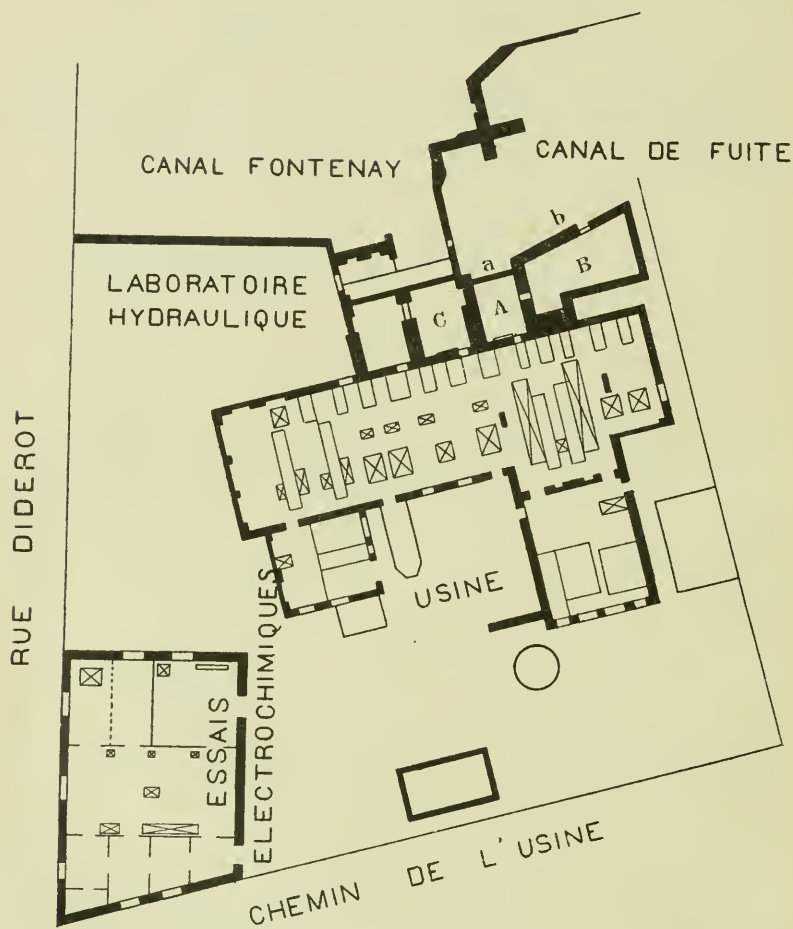 CANAL FONTENAY
CANAL DE FUITE
b
a
B
LABORATOIRE
HYDRAULIQUE
C
A
RUE DIDEROT
USINE
ESSAIS
ELECTROCHIMIQUES
CHEMIN DE L'USINE